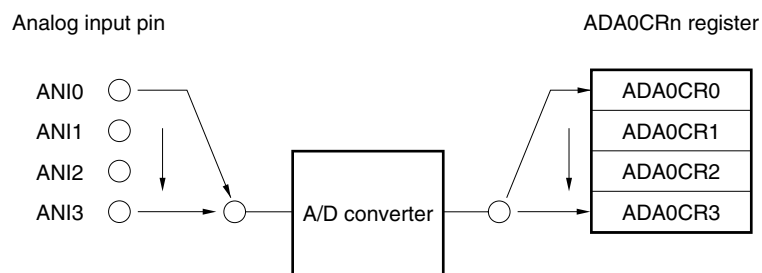 Analog input pin
ADA0CRn register
ANI0
ADA0CR0
ANI1
ADA0CR1
ANI2
ADA0CR2
ANI3
A/D converter
ADA0CR3